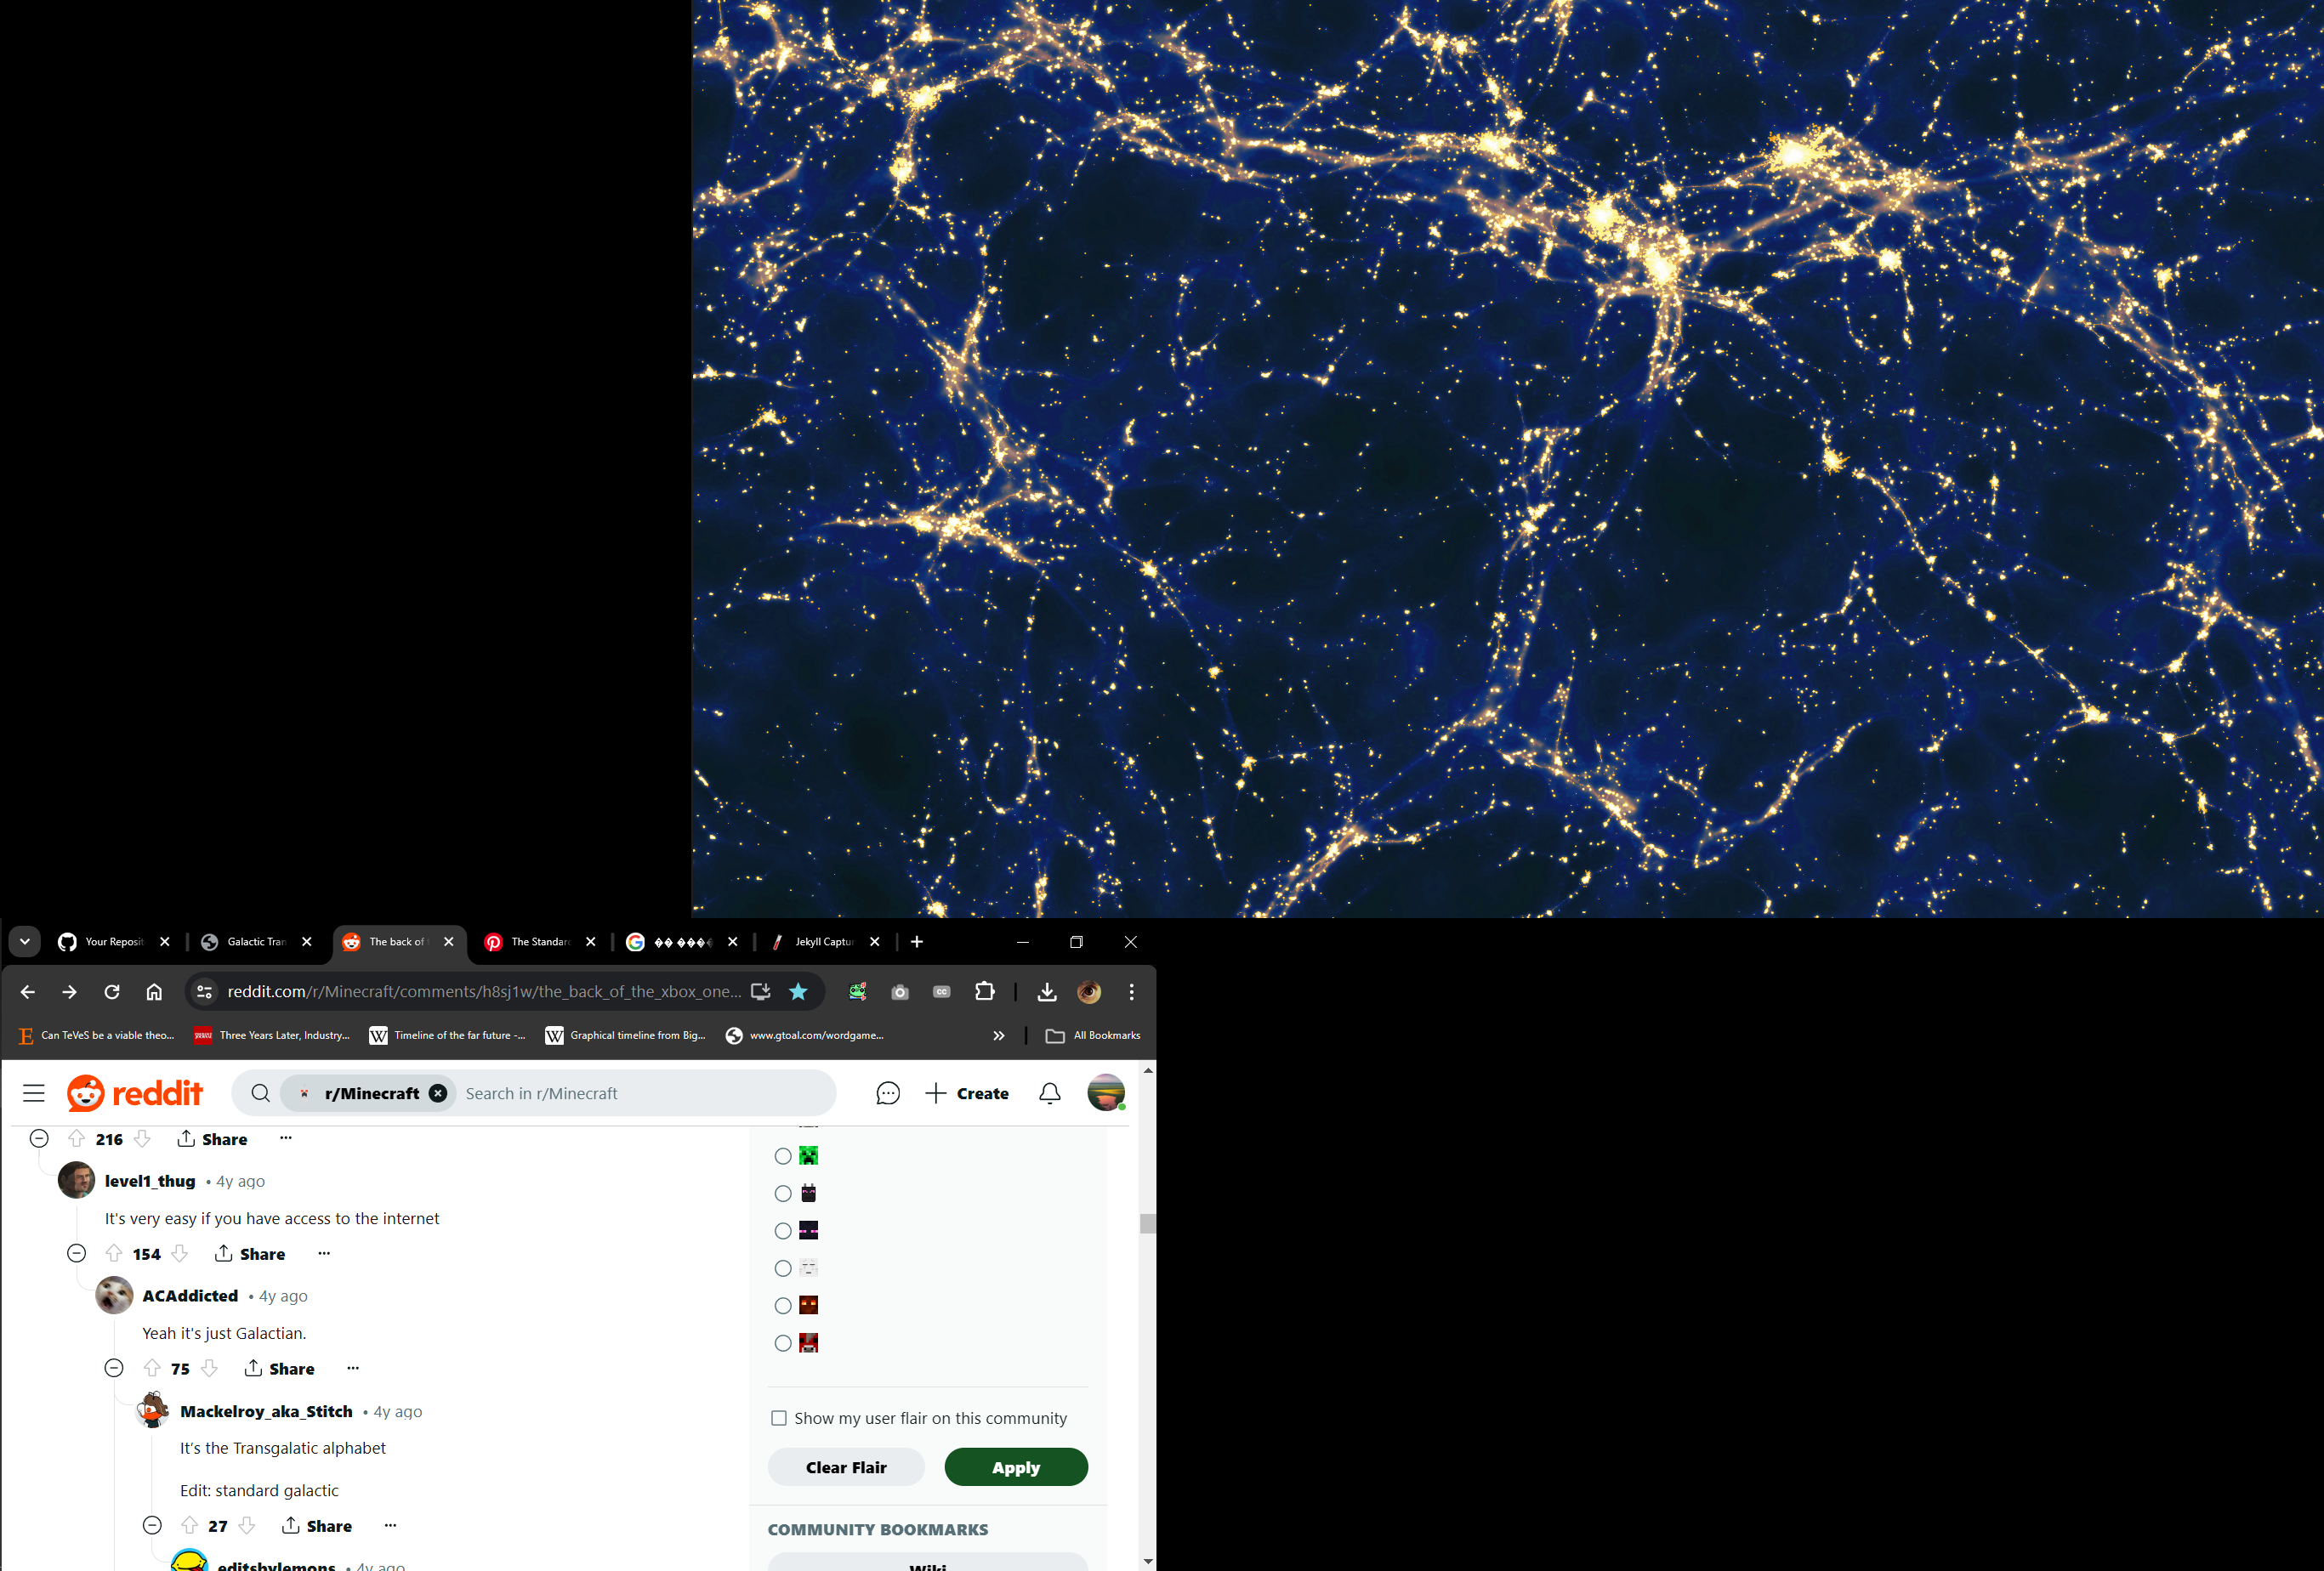 Your Reposit
Galactic Tran
The back of
The Standard
Jekyll Captur
reddit.com/r/Minecraft/comments/h8sj1w/the_back_of_the_xbox_one...
CC
Can TeVeS be a viable theo...
Three Years Later, Industry...
Timeline of the far future -...
Graphical timeline from Big...
www.gtoal.com/wordgame...
All Bookmarks
reddit
r/Minecraft
Search in r/Minecraft
Create
216
Share
level1_thug • 4y ago
It's very easy if you have access to the internet
154
Share
ACAddicted • 4y ago
Yeah it's just Galactian.
75
Share
Mackelroy_aka_Stitch • 4y ago
It's the Transgalatic alphabet
Edit: standard galactic
27
Share
editsbylemons • 4y ago
Show my user flair on this community
Clear Flair
Apply
COMMUNITY BOOKMARKS
Wiki